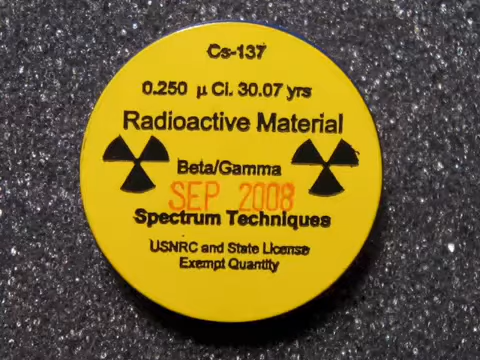 Cs-137
0.250 μ Ci. 30.07 yrs
Radioactive Material
Beta/Gamma
SEP 2008
Spectrum Techniques
USNRC and State License
Exempt Quantity